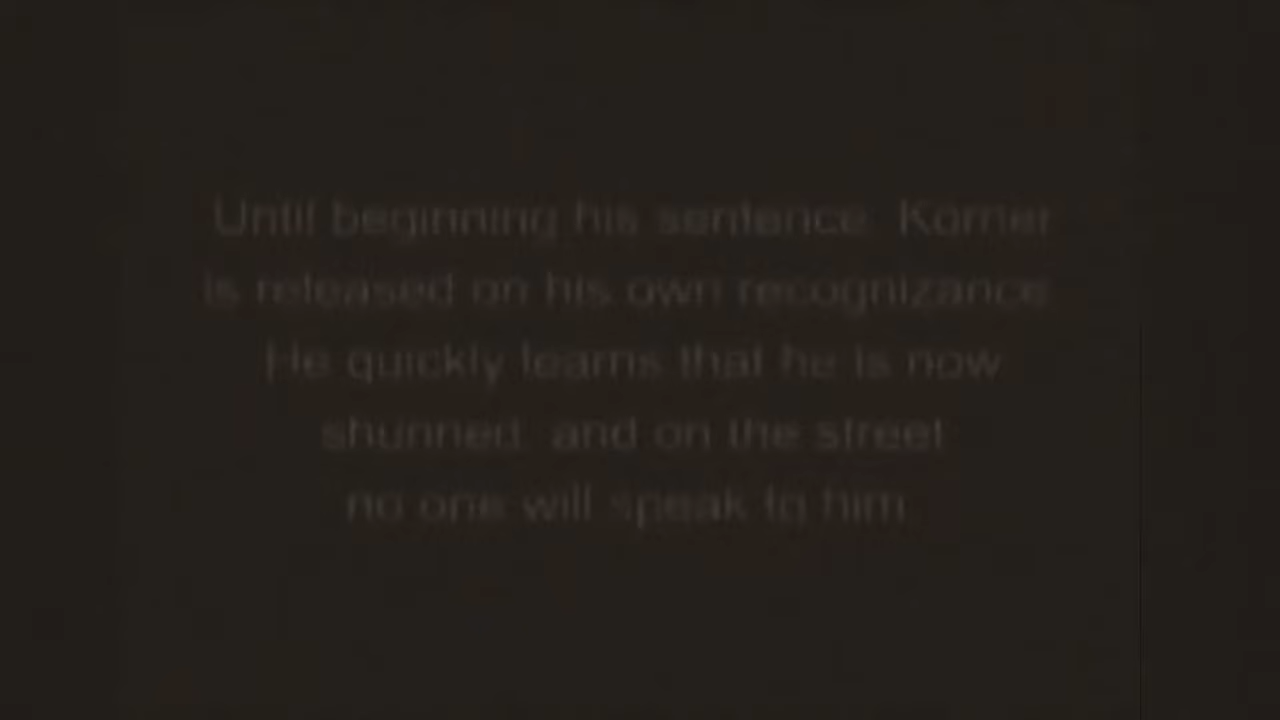 Until beginning his sentence, Körner
is released on his own recognizance.
He quickly learns that he is now
shunned, and on the street
no one will speak to him.